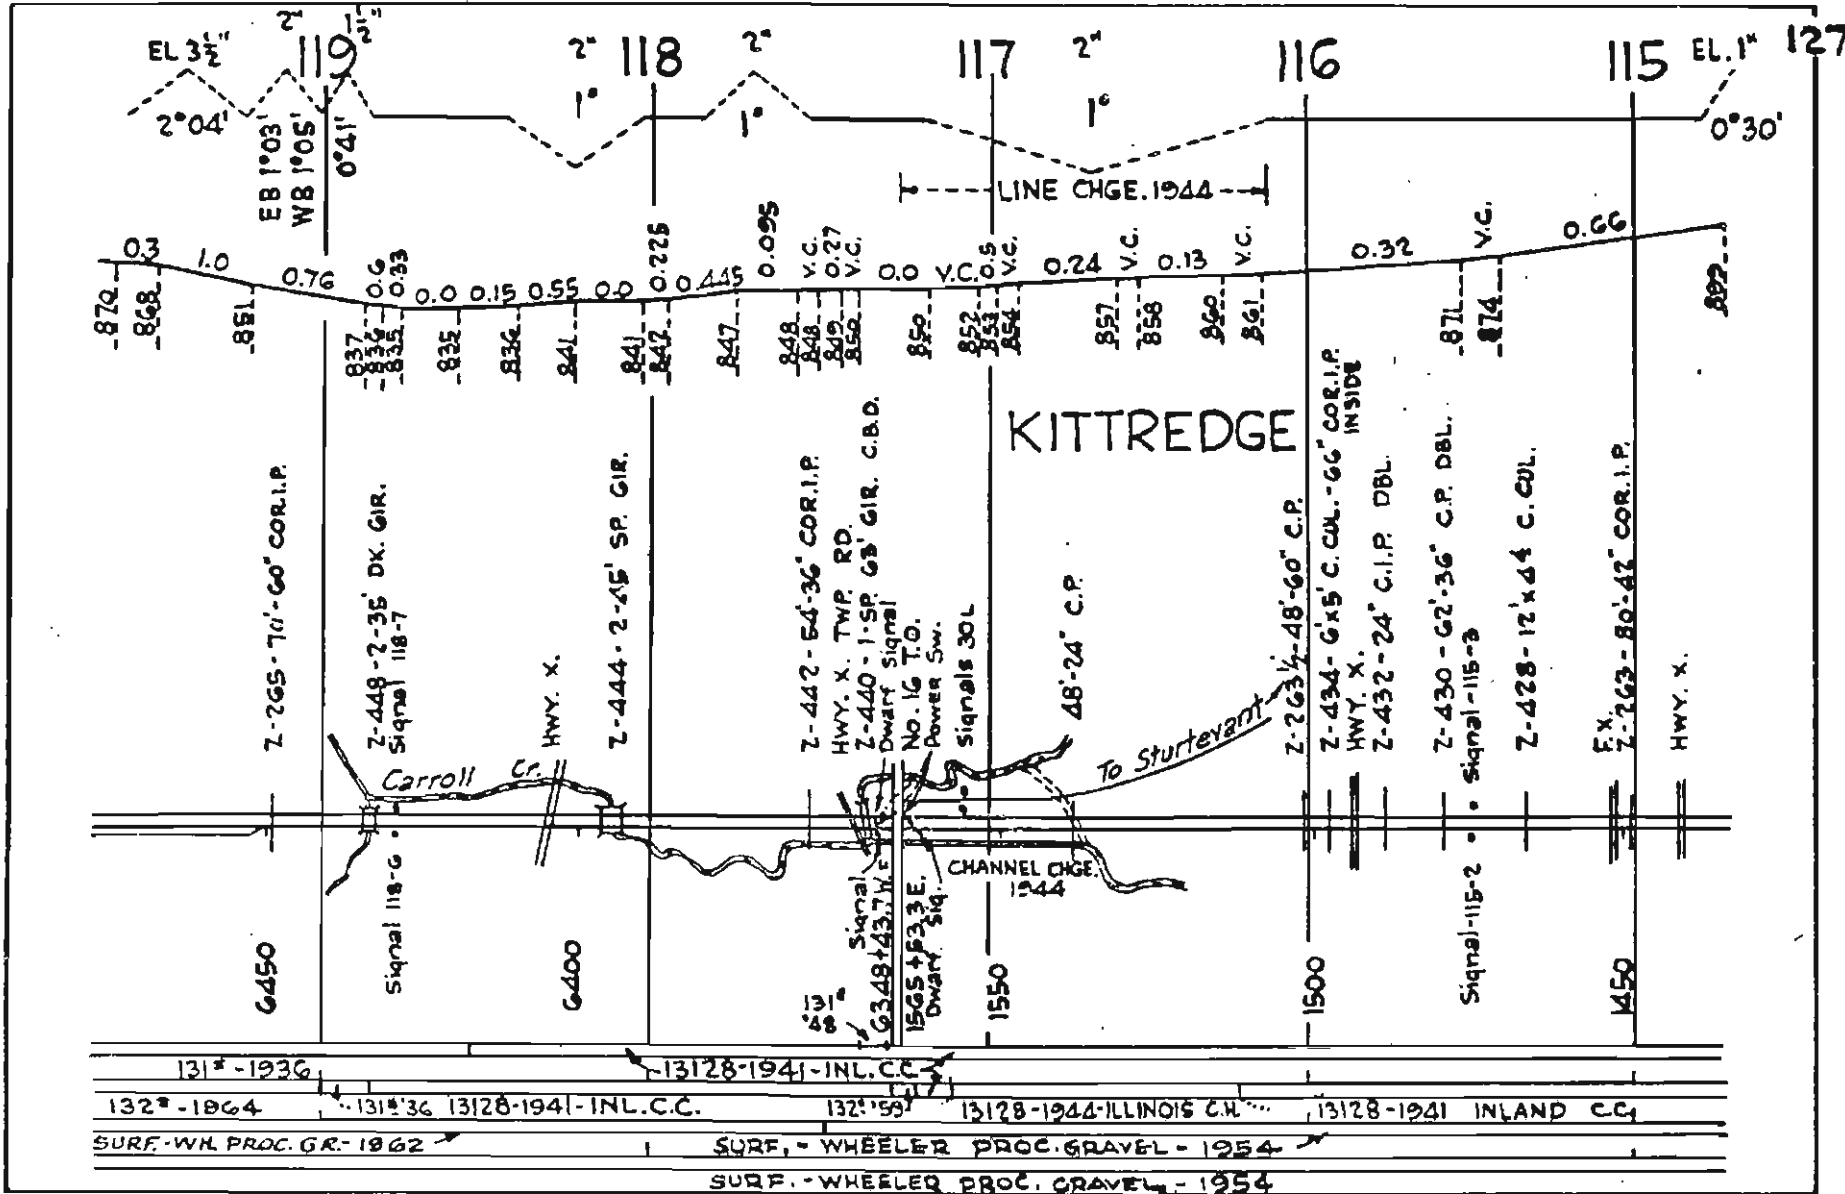 EL 3½" 2" 119 1½" 2" 118 2" 117 2" 116 115 EL. 1" 127
2°04' 1° 1° 1° 0°30'
EB 1°03'
WB 1°05'
0°41'
LINE CHGE. 1944
0.3 1.0 0.76 0.6 0.33 0.0 0.15 0.55 0.0 0.225 0.445 0.095 V.C. 0.27 V.C. 0.0 V.C. 0.5 V.C. 0.24 V.C. 0.13 V.C. 0.32 V.C. 0.66
870 868 851 837 836 835 835 836 841 841 842 847 848 848 849 850 850 852 853 854 857 858 860 861 871 874
KITTREDGE
Z-265-70'-60" COR.I.P.
Z-448-2-35' DK. GIR.
Signal 118-7
HWY. X.
Z-444-2-45' SP. GIR.
Z-442-54'-36" COR.I.P.
HWY. X. TWP. RD.
Z-440-1-SP. 63' GIR. C.B.D.
Dwarf Signal
No. 16 T.O.
Power Sw.
Signals 30L
48'-24" C.P.
To Sturtevant
Z-263½-48'-60" C.P.
Z-434-6'x5' C. CUL.-66" COR.I.P.
INSIDE
HWY. X.
Z-432-24" C.I.P. DBL.
Z-430-62'-36" C.P. DBL.
Signal-115-3
Z-428-12'x44' C. CUL.
F. X.
Z-263-80'-42" COR.I.P.
HWY. X.
Carroll Cr.
CHANNEL CHGE.
1944
6450
Signal 118-6
6400
131#
'48
Signal
6348+43.7 W.
1565+53.3 E.
Dwarf Sig.
1550
1500
Signal-115-2
1450
131#-1936 13128-1941-INL.C.C.
132#-1964 131#'36 13128-1941-INL.C.C. 132#'59 13128-1944-ILLINOIS C.H. 13128-1941 INLAND C.C.
SURF.-WH. PROC. GR.-1962 SURF.-WHEELER PROC. GRAVEL-1954
SURF.-WHEELER PROC. GRAVEL-1954